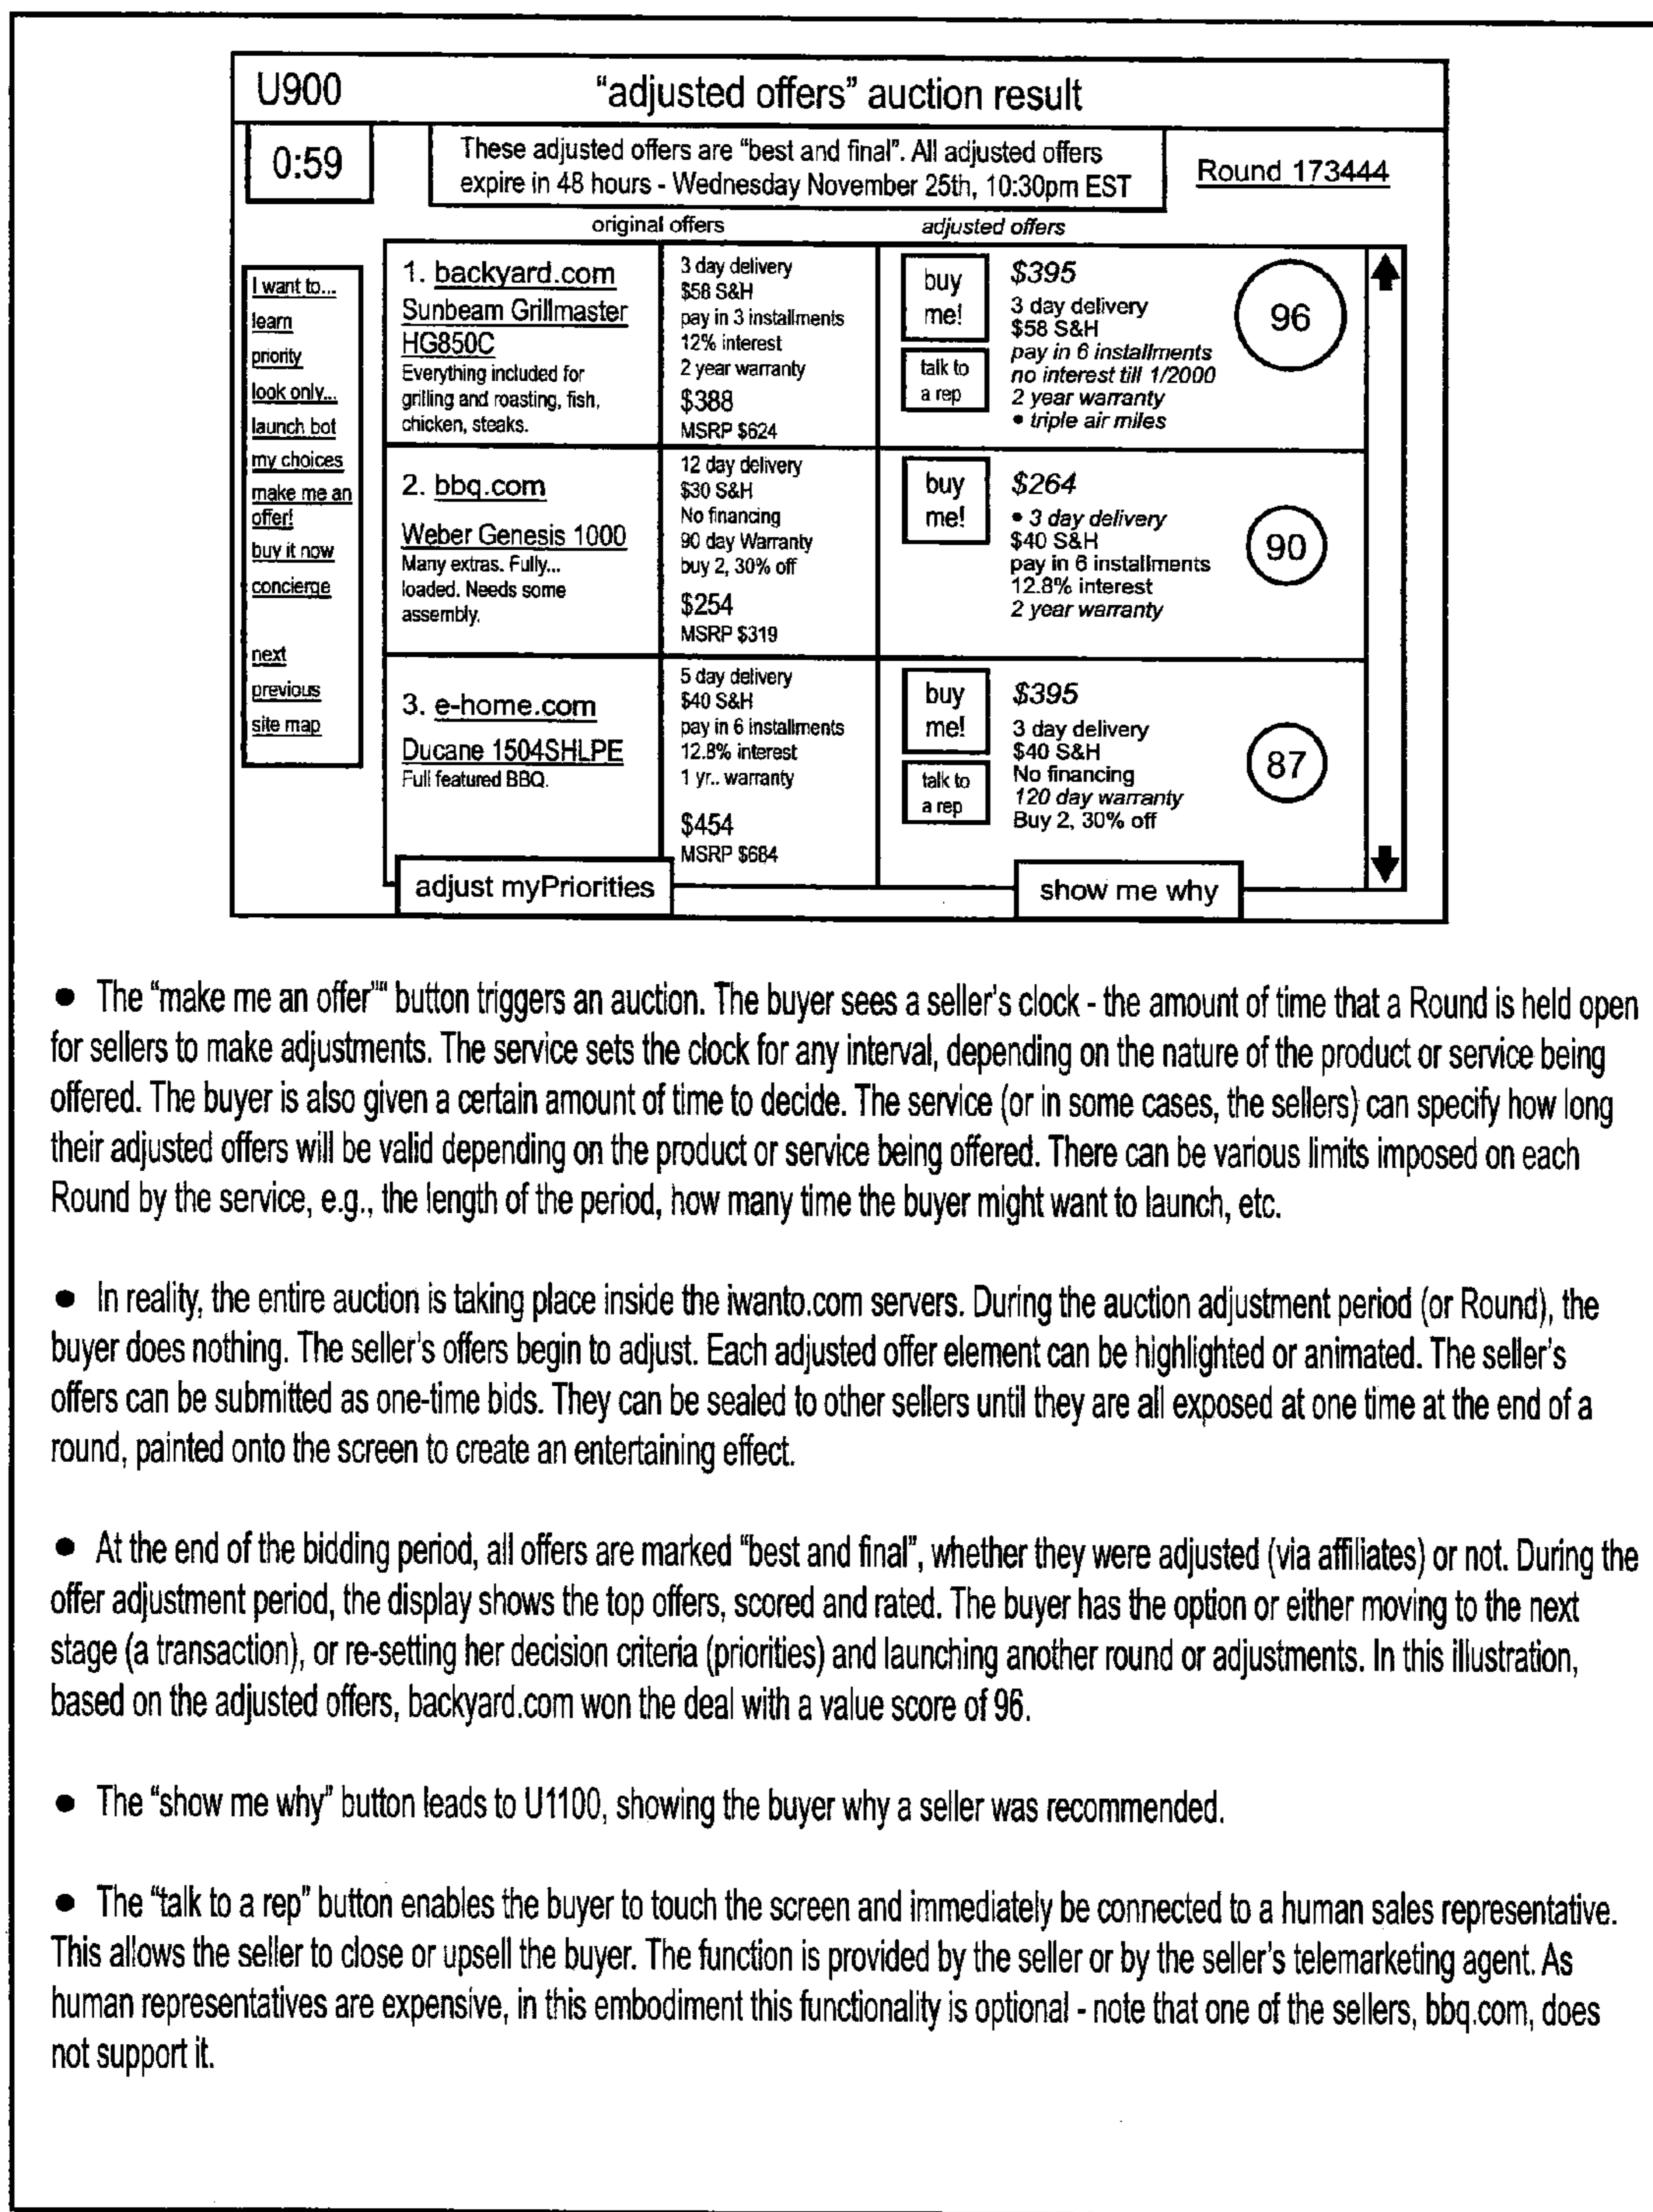 U900
“adjusted offers” auction result
0:59
These adjusted offers are “best and final”. All adjusted offers
expire in 48 hours - Wednesday November 25th, 10:30pm EST
Round 173444
original offers
adjusted offers
I want to...
learn
priority
look only...
launch bot
my choices
make me an
offer!
buy it now
concierge
next
previous
site map
1. backyard.com
Sunbeam Grillmaster
HG850C
Everything included for
grilling and roasting, fish,
chicken, steaks.
3 day delivery
$58 S&H
pay in 3 installments
12% interest
2 year warranty
$388
MSRP $624
buy
me!
talk to
a rep
$395
3 day delivery
$58 S&H
pay in 6 installments
no interest till 1/2000
2 year warranty
• triple air miles
96
2. bbq.com
Weber Genesis 1000
Many extras. Fully...
loaded. Needs some
assembly.
12 day delivery
$30 S&H
No financing
90 day Warranty
buy 2, 30% off
$254
MSRP $319
buy
me!
$264
• 3 day delivery
$40 S&H
pay in 6 installments
12.8% interest
2 year warranty
90
3. e-home.com
Ducane 1504SHLPE
Full featured BBQ.
5 day delivery
$40 S&H
pay in 6 installments
12.8% interest
1 yr.. warranty
$454
MSRP $684
buy
me!
talk to
a rep
$395
3 day delivery
$40 S&H
No financing
120 day warranty
Buy 2, 30% off
87
adjust myPriorities
show me why
• The “make me an offer”“ button triggers an auction. The buyer sees a seller's clock - the amount of time that a Round is held open
for sellers to make adjustments. The service sets the clock for any interval, depending on the nature of the product or service being
offered. The buyer is also given a certain amount of time to decide. The service (or in some cases, the sellers) can specify how long
their adjusted offers will be valid depending on the product or service being offered. There can be various limits imposed on each
Round by the service, e.g., the length of the period, how many time the buyer might want to launch, etc.
• In reality, the entire auction is taking place inside the iwanto.com servers. During the auction adjustment period (or Round), the
buyer does nothing. The seller's offers begin to adjust. Each adjusted offer element can be highlighted or animated. The seller's
offers can be submitted as one-time bids. They can be sealed to other sellers until they are all exposed at one time at the end of a
round, painted onto the screen to create an entertaining effect.
• At the end of the bidding period, all offers are marked “best and final”, whether they were adjusted (via affiliates) or not. During the
offer adjustment period, the display shows the top offers, scored and rated. The buyer has the option or either moving to the next
stage (a transaction), or re-setting her decision criteria (priorities) and launching another round or adjustments. In this illustration,
based on the adjusted offers, backyard.com won the deal with a value score of 96.
• The “show me why” button leads to U1100, showing the buyer why a seller was recommended.
• The “talk to a rep” button enables the buyer to touch the screen and immediately be connected to a human sales representative.
This allows the seller to close or upsell the buyer. The function is provided by the seller or by the seller's telemarketing agent. As
human representatives are expensive, in this embodiment this functionality is optional - note that one of the sellers, bbq.com, does
not support it.